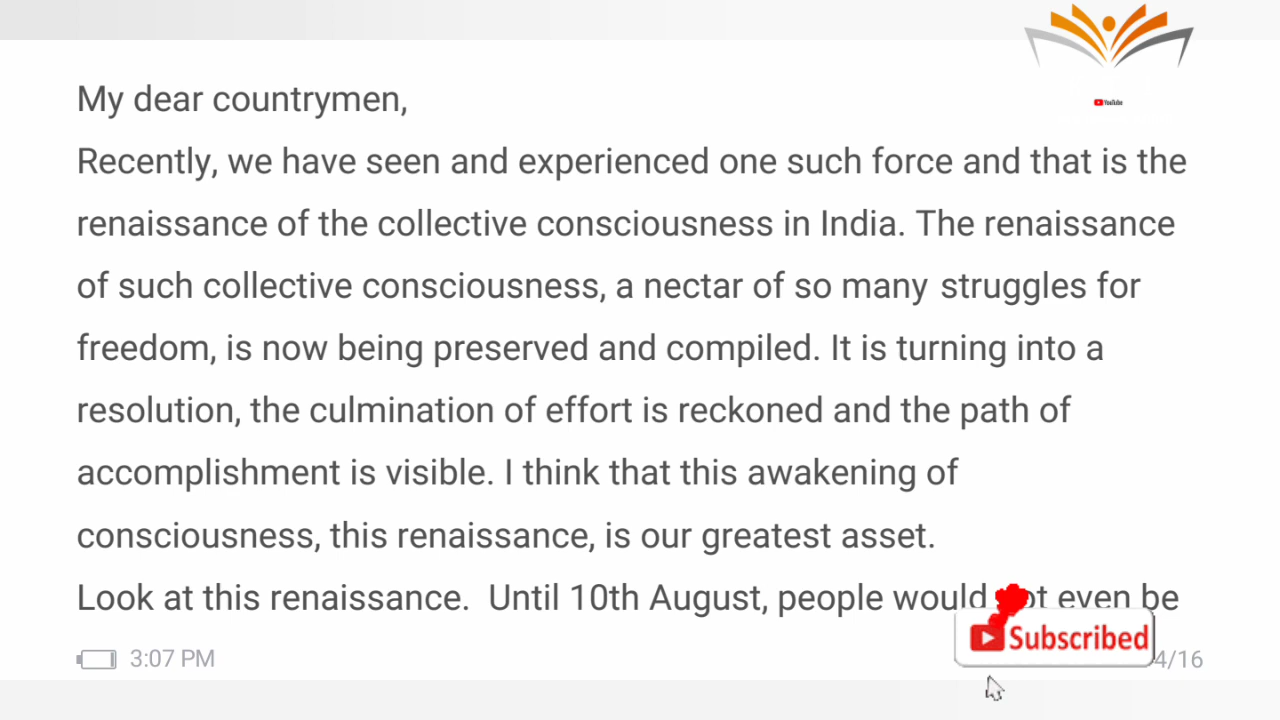 YouTube
My dear countrymen,
Recently, we have seen and experienced one such force and that is the
renaissance of the collective consciousness in India. The renaissance
of such collective consciousness, a nectar of so many struggles for
freedom, is now being preserved and compiled. It is turning into a
resolution, the culmination of effort is reckoned and the path of
accomplishment is visible. I think that this awakening of
consciousness, this renaissance, is our greatest asset.
Look at this renaissance. Until 10th August, people would not even be
Subscribed
3:07 PM
4/16